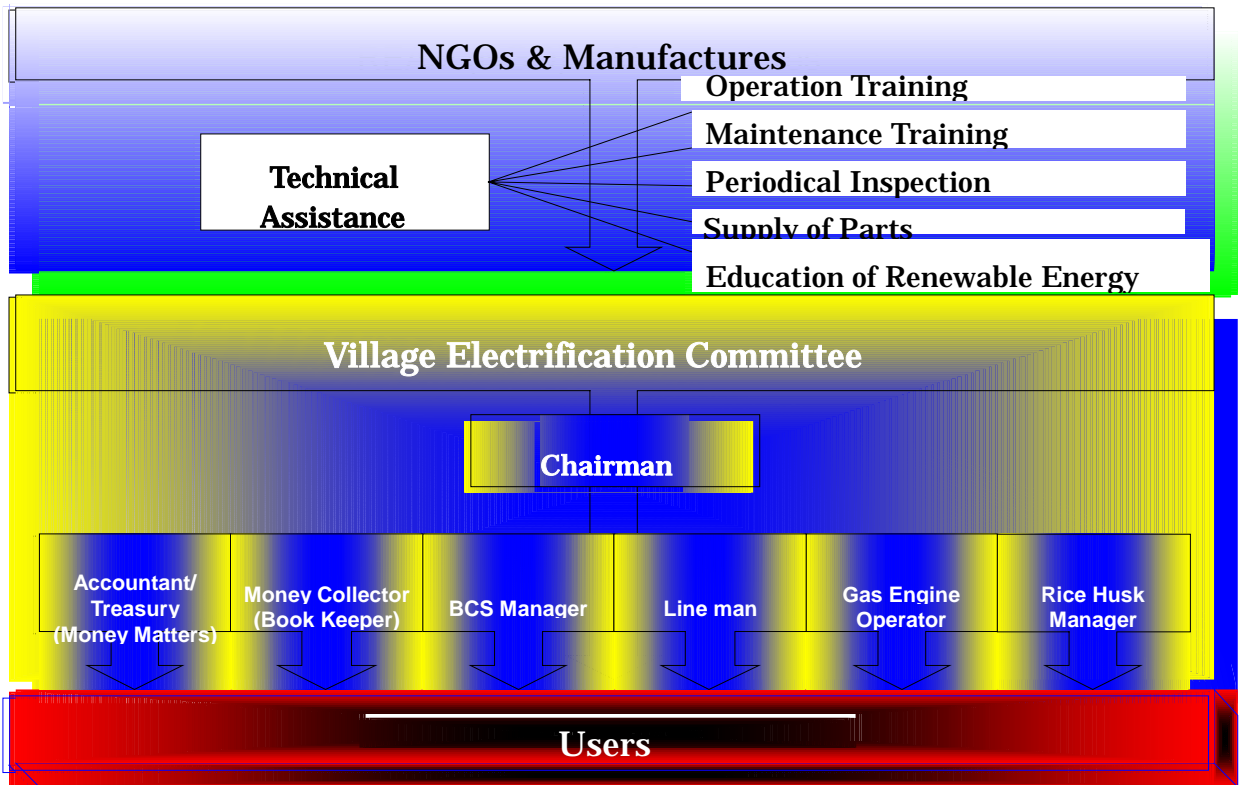 NGOs & Manufactures
Operation Training
Maintenance Training
Technical
Assistance
Periodical Inspection
Supply of Parts
Education of Renewable Energy
Village Electrification Committee
Chairman
Accountant/
Treasury
(Money Matters)
Money Collector
(Book Keeper)
BCS Manager
Line man
Gas Engine
Operator
Rice Husk
Manager
Users